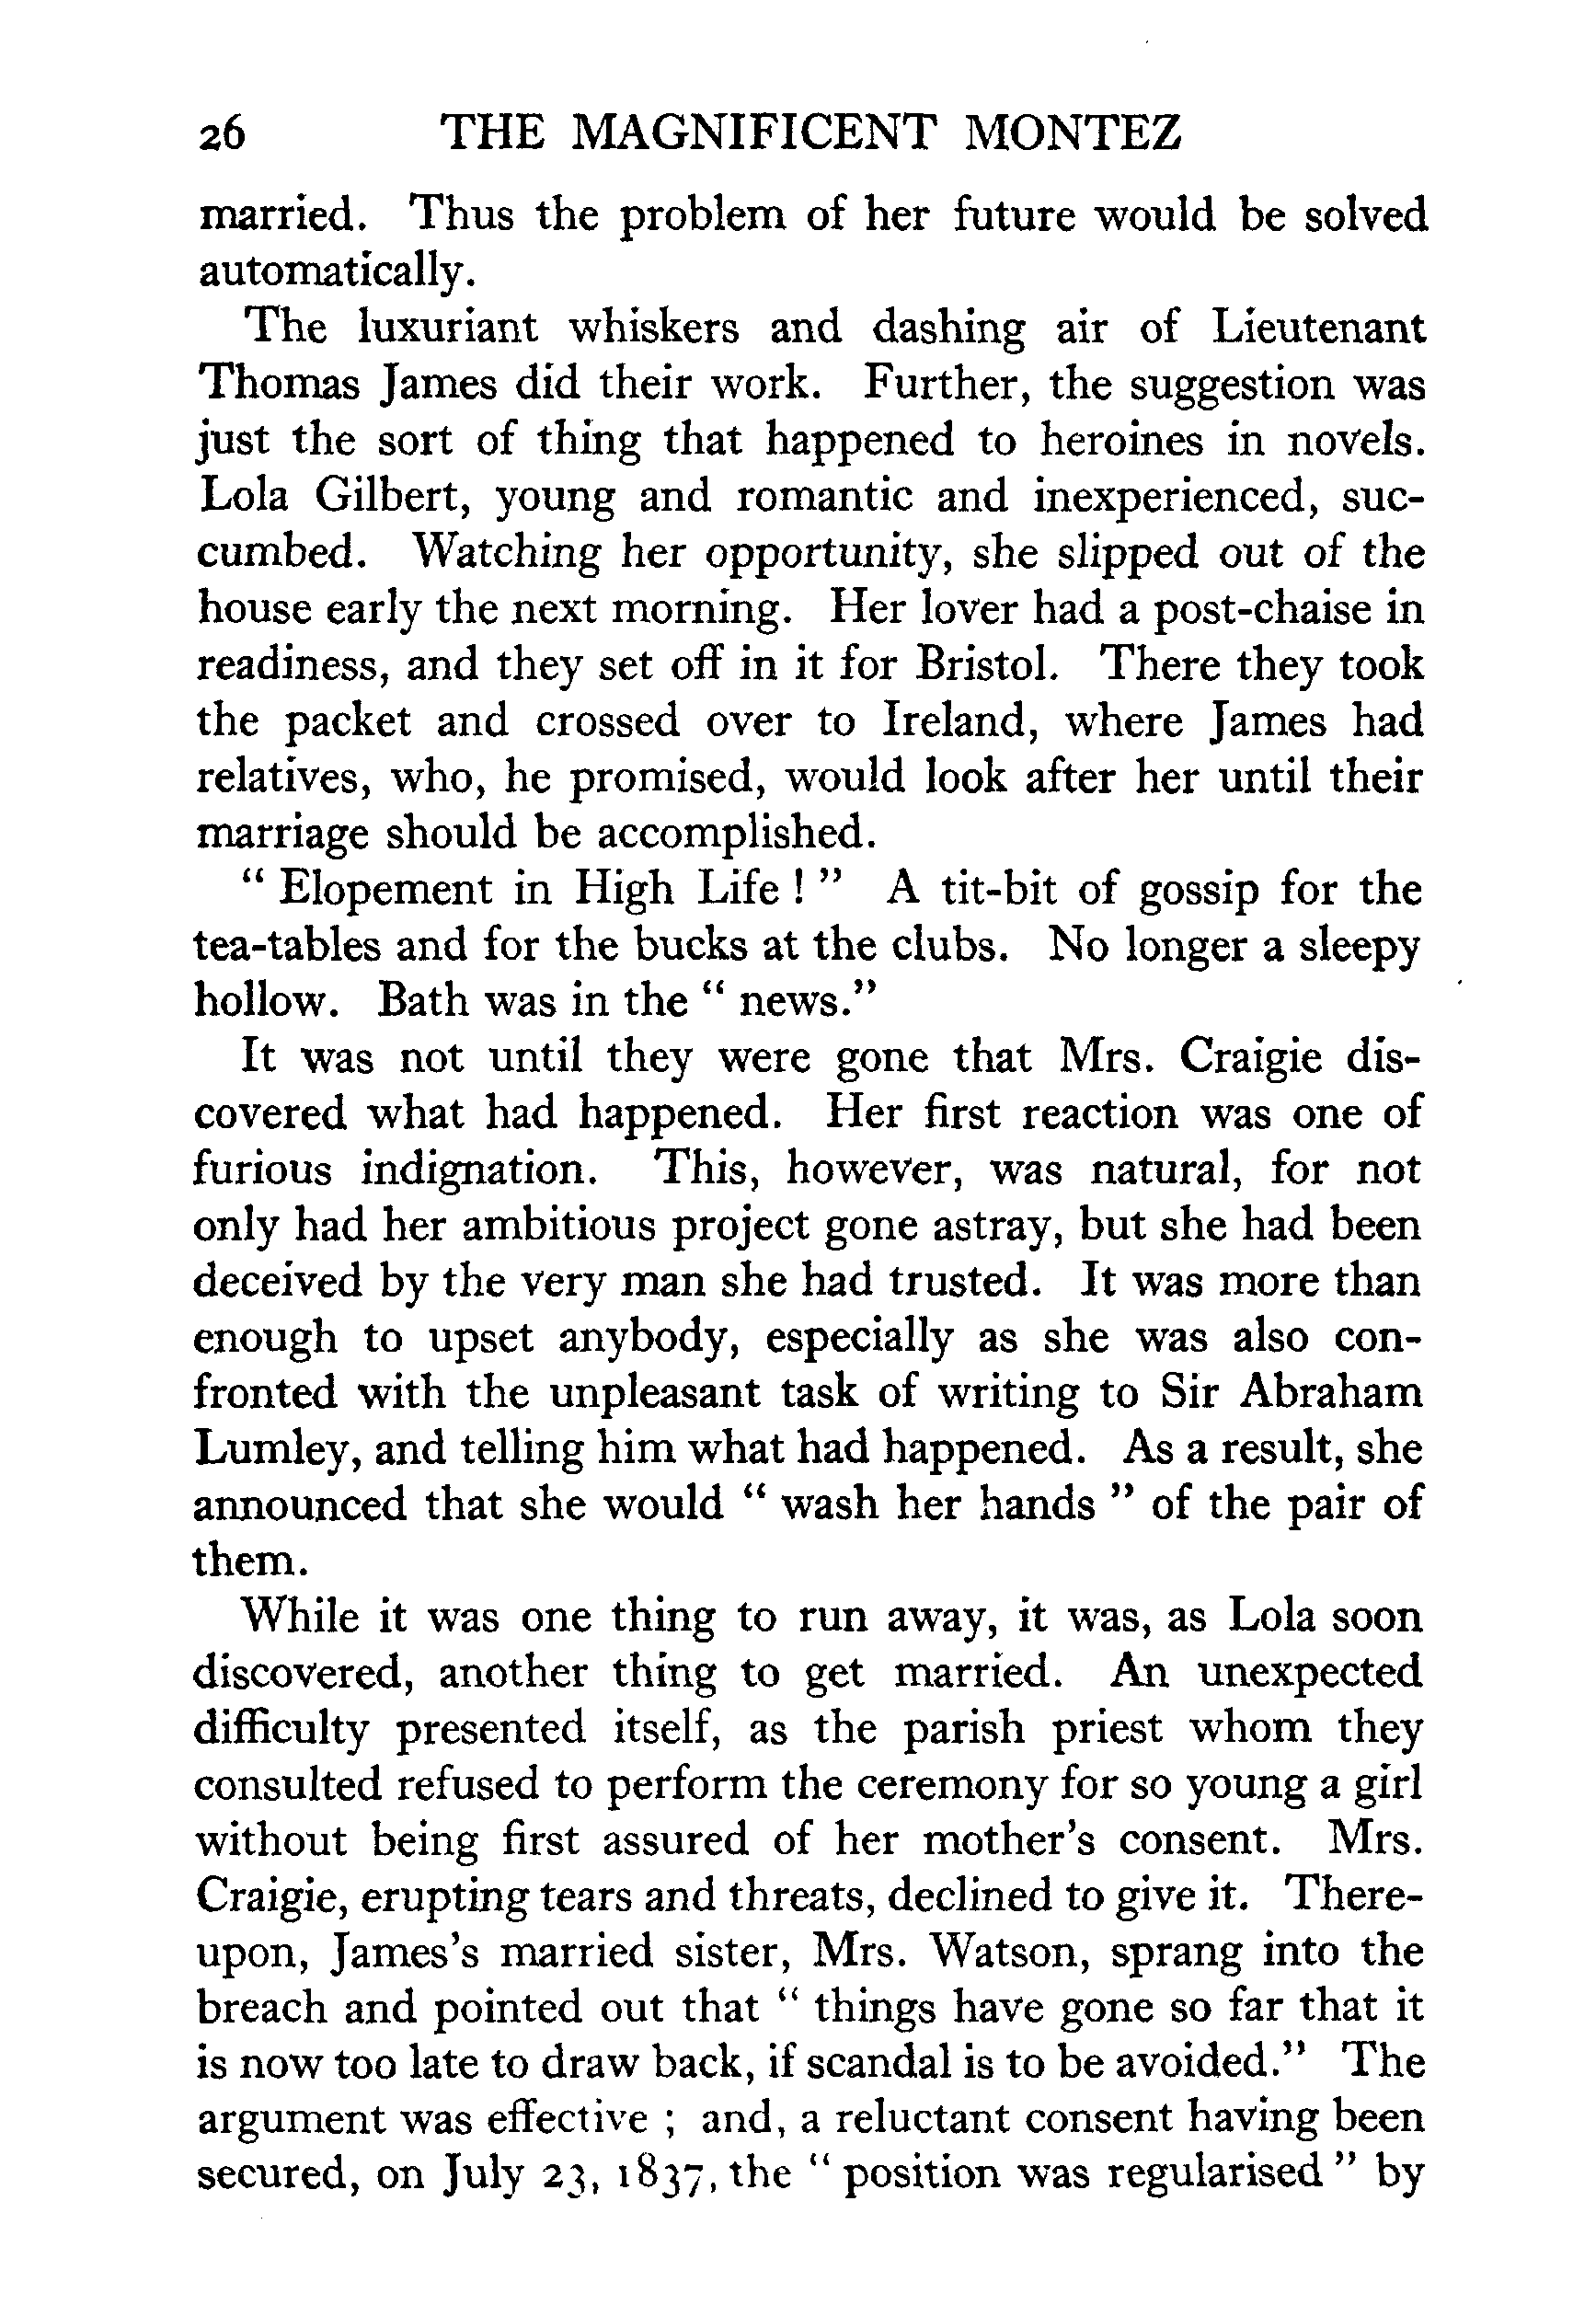 26 THE MAGNIFICENT MONTEZ
married. Thus the problem of her future would be solved
automatically.
The luxuriant whiskers and dashing air of Lieutenant
Thomas James did their work. Further, the suggestion was
just the sort of thing that happened to heroines in novels.
Lola Gilbert, young and romantic and inexperienced, suc-
cumbed. Watching her opportunity, she slipped out of the
house early the next morning. Her lover had a post-chaise in
readiness, and they set off in it for Bristol. There they took
the packet and crossed over to Ireland, where James had
relatives, who, he promised, would look after her until their
marriage should be accomplished.
“ Elopement in High Life ! ” A tit-bit of gossip for the
tea-tables and for the bucks at the clubs. No longer a sleepy
hollow. Bath was in the “ news.”
It was not until they were gone that Mrs. Craigie dis-
covered what had happened. Her first reaction was one of
furious indignation. This, however, was natural, for not
only had her ambitious project gone astray, but she had been
deceived by the very man she had trusted. It was more than
enough to upset anybody, especially as she was also con-
fronted with the unpleasant task of writing to Sir Abraham
Lumley, and telling him what had happened. As a result, she
announced that she would “ wash her hands ” of the pair of
them.
While it was one thing to run away, it was, as Lola soon
discovered, another thing to get married. An unexpected
difficulty presented itself, as the parish priest whom they
consulted refused to perform the ceremony for so young a girl
without being first assured of her mother’s consent. Mrs.
Craigie, erupting tears and threats, declined to give it. There-
upon, James’s married sister, Mrs. Watson, sprang into the
breach and pointed out that “ things have gone so far that it
is now too late to draw back, if scandal is to be avoided.” The
argument was effective ; and, a reluctant consent having been
secured, on July 23, 1837, the “ position was regularised ” by